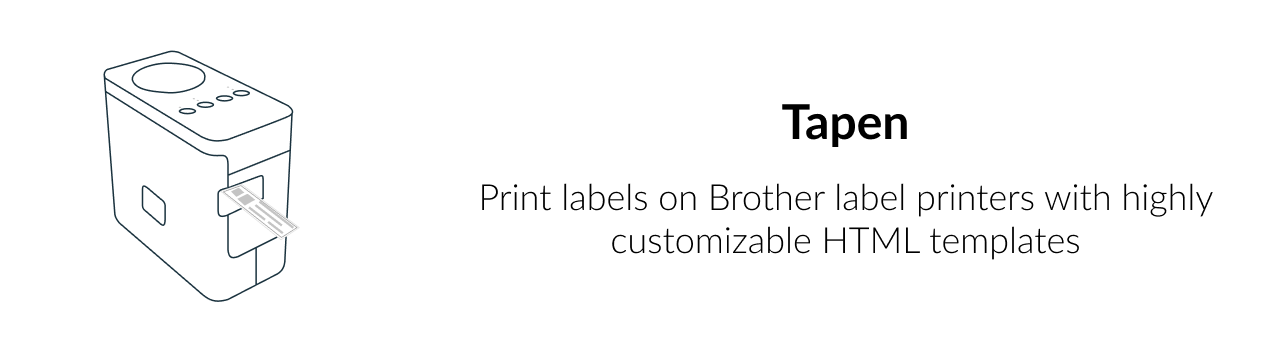 Tapen
Print labels on Brother label printers with highly
customizable HTML templates